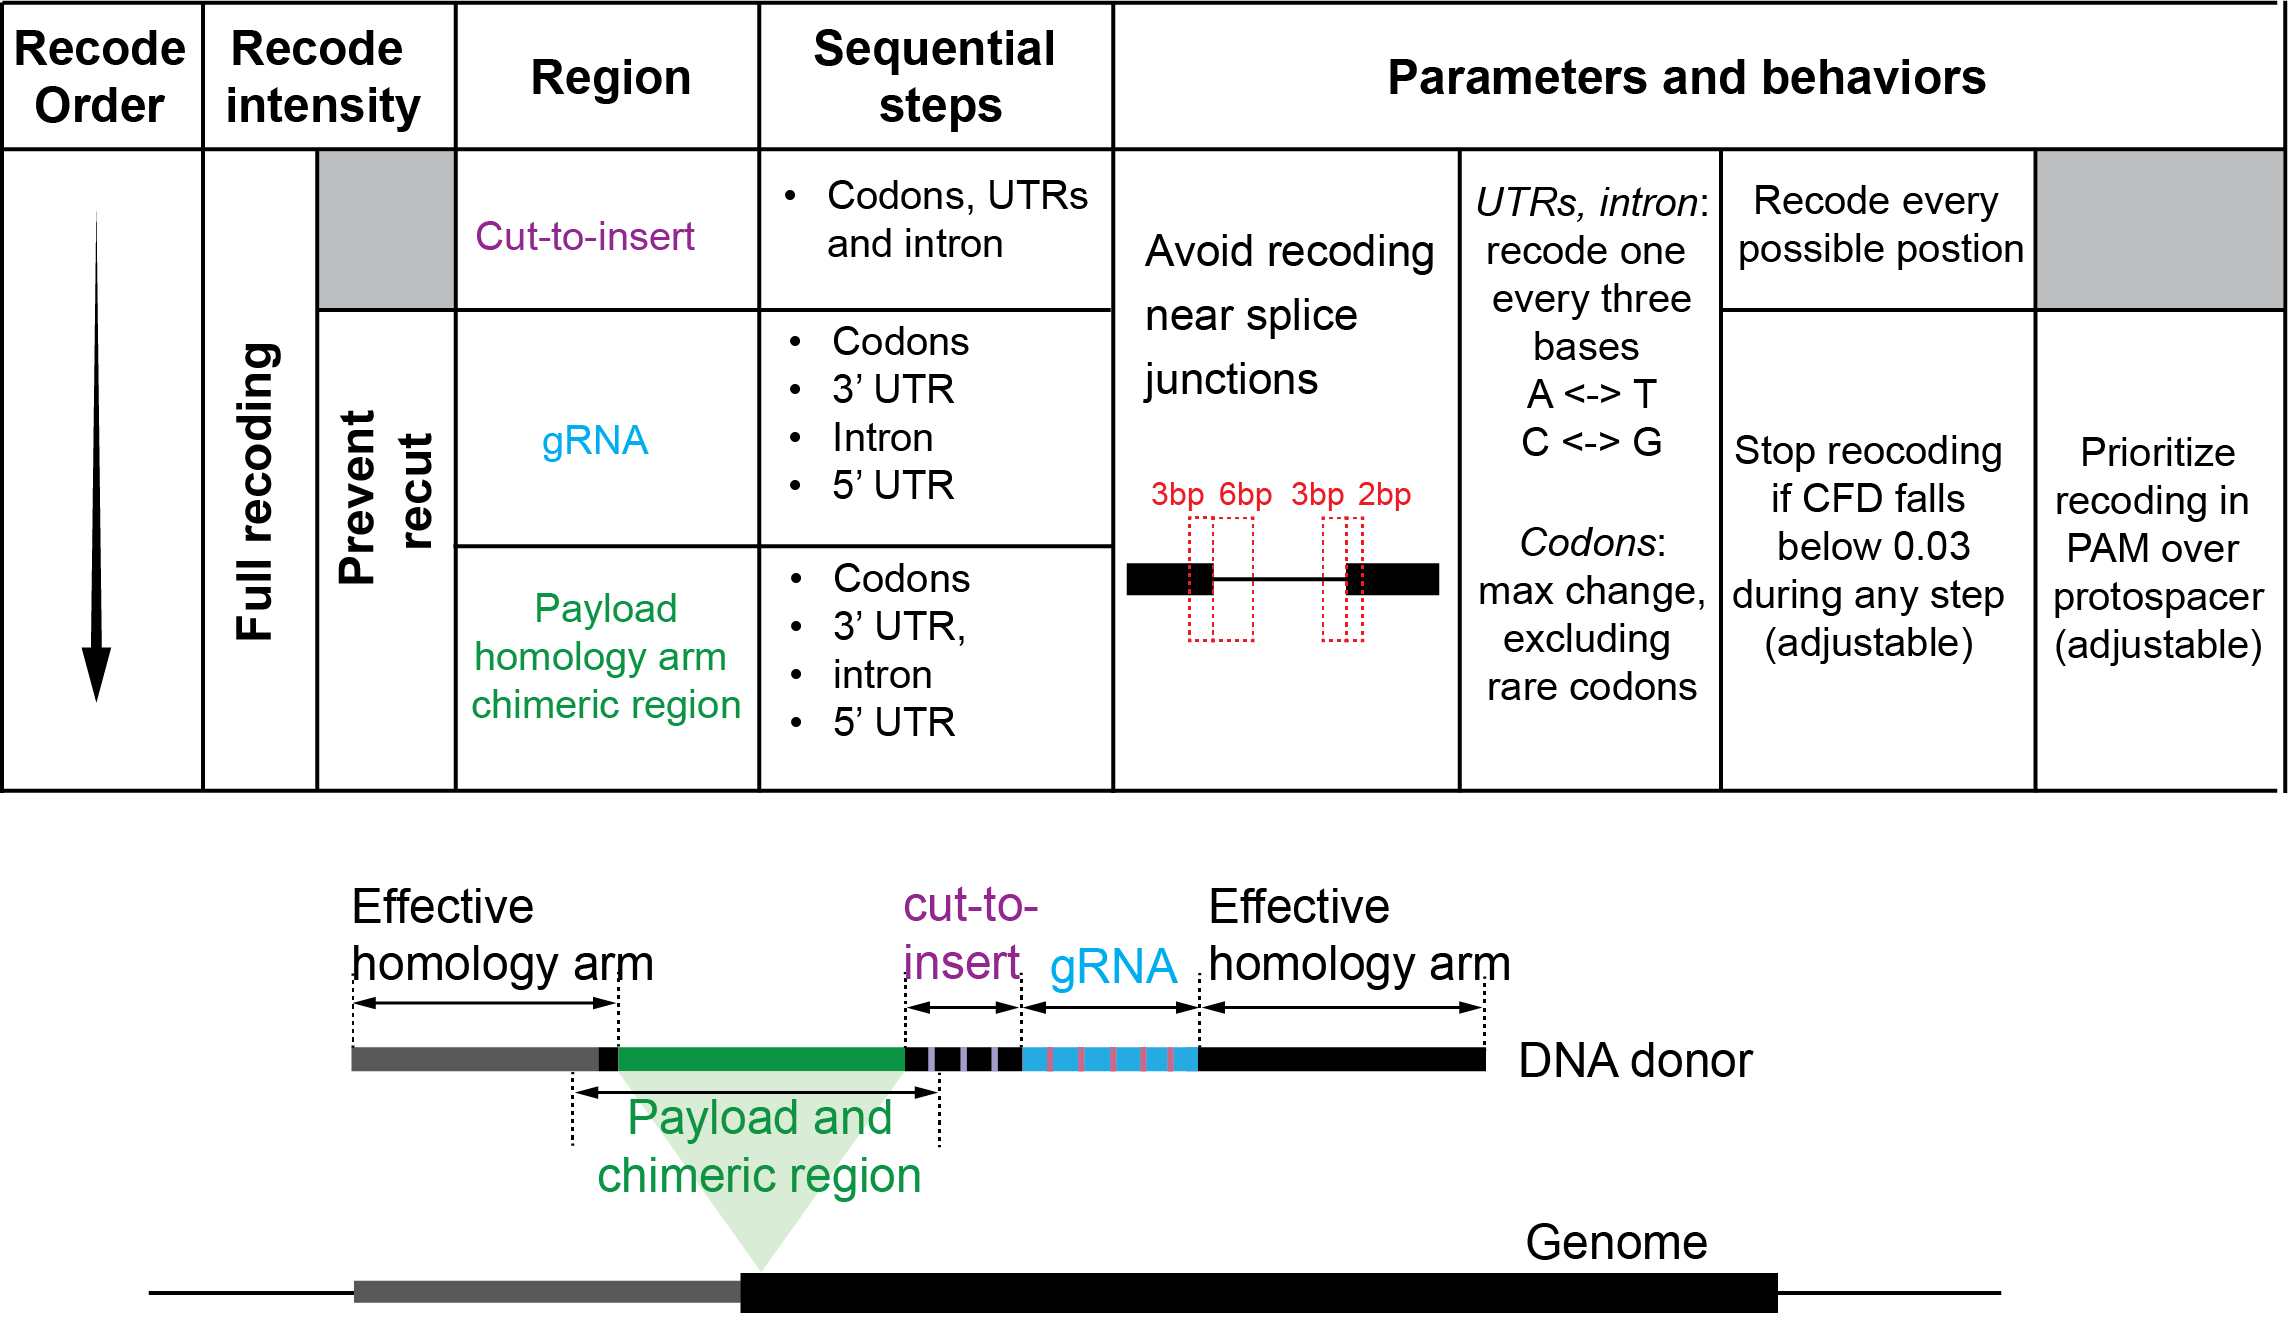 Recode
Order
Recode
intensity
Region
Sequential
steps
Parameters and behaviors
Full recoding
Prevent
recut
Cut-to-insert
• Codons, UTRs
and intron
gRNA
• Codons
• 3’ UTR
• Intron
• 5’ UTR
Payload
homology arm
chimeric region
• Codons
• 3’ UTR,
• intron
• 5’ UTR
Avoid recoding
near splice
junctions
3bp 6bp 3bp 2bp
UTRs, intron:
recode one
every three
bases
A <-> T
C <-> G
Codons:
max change,
excluding
rare codons
Recode every
possible postion
Stop reocoding
if CFD falls
below 0.03
during any step
(adjustable)
Prioritize
recoding in
PAM over
protospacer
(adjustable)
Effective
homology arm
cut-to-
insert
gRNA
Effective
homology arm
DNA donor
Payload and
chimeric region
Genome